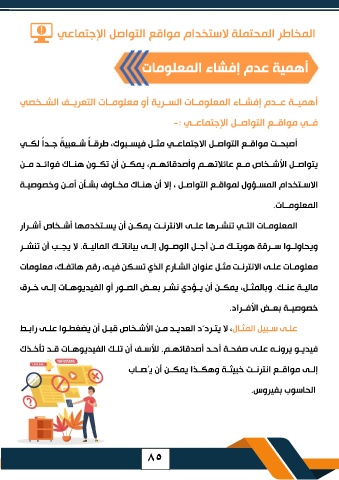 المخاطر المحتملة لاستخدام مواقع التواصل الإجتماعي
أهمية عدم إفشاء المعلومات
أهمية عدم إفشاء المعلومات السرية أو معلومات التعريف الشخصي
في مواقع التواصل الإجتماعي :-
أصبحت مواقع التواصل الاجتماعي مثل فيسبوك، طرقاً شعبيةً جداً لكي
يتواصل الأشخاص مع عائلاتهم وأصدقائهم، يمكن أن تكون هناك فوائد من
الاستخدام المسؤول لمواقع التواصل ، إلا أن هناك مخاوف بشأن أمن وخصوصية
المعلومات.
المعلومات التي تنشرها على الانترنت يمكن أن يستخدمها أشخاص أشرار
ويحاولوا سرقة هويتك من أجل الوصول إلى بياناتك المالية. لا يجب أن تنشر
معلومات على الانترنت مثل عنوان الشارع الذي تسكن فيه، رقم هاتفك، معلومات
مالية عنك. وبالمثل، يمكن أن يؤدي نشر بعض الصور أو الفيديوهات إلى خرق
خصوصية بعض الأفراد.
على سبيل المثال، لا يتردّد العديد من الأشخاص قبل أن يضغطوا على رابط
فيديو يرونه على صفحة أحد أصدقائهم. للأسف أن تلك الفيديوهات قد تأخذك
إلى مواقع انترنت خبيثة وهكذا يمكن أن يُصاب
الحاسوب بفيروس.
٨٥